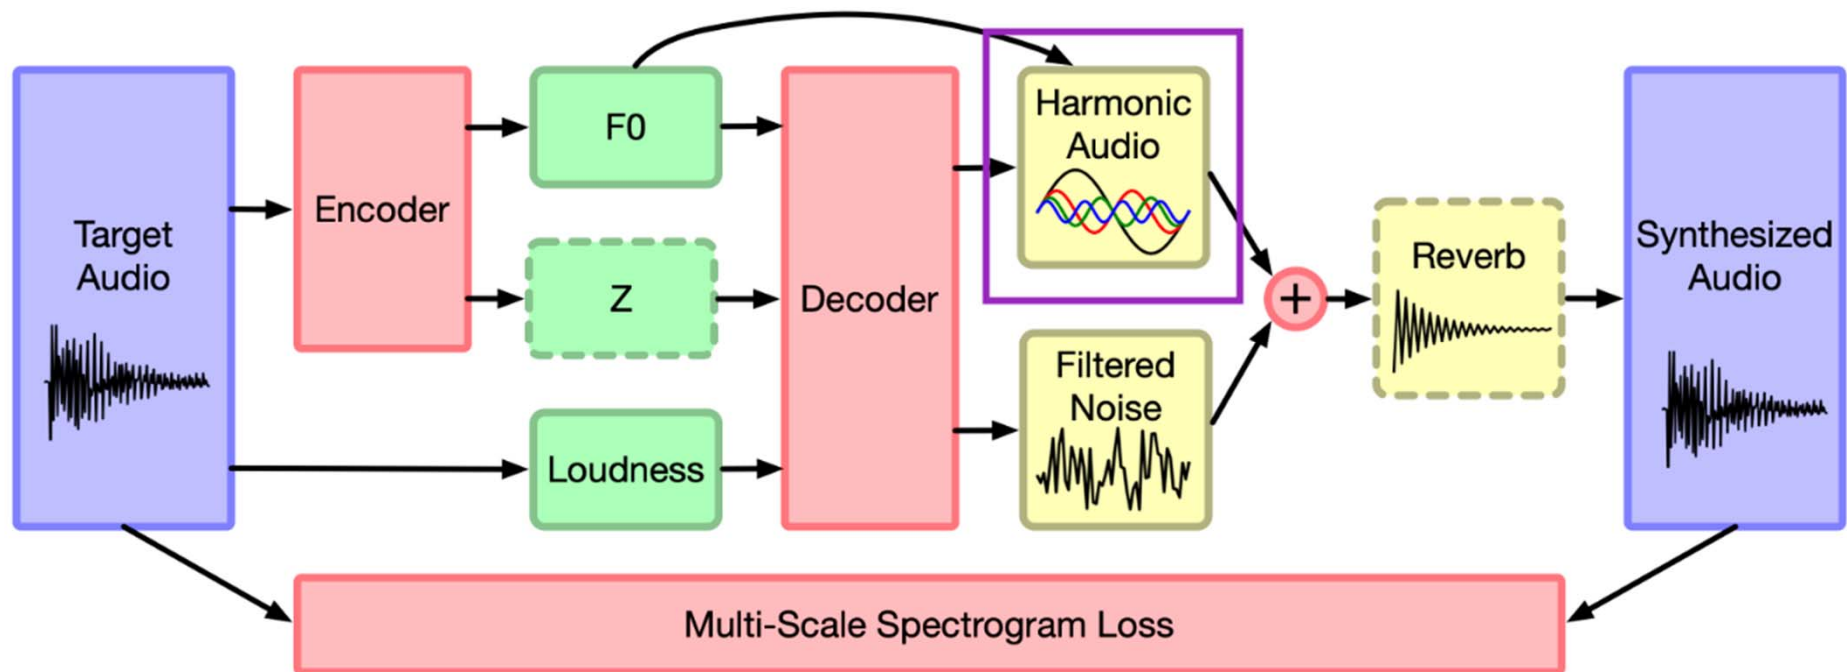 Target
Audio
Encoder
F0
Z
Loudness
Decoder
Harmonic
Audio
Filtered
Noise
+
Reverb
Synthesized
Audio
Multi-Scale Spectrogram Loss